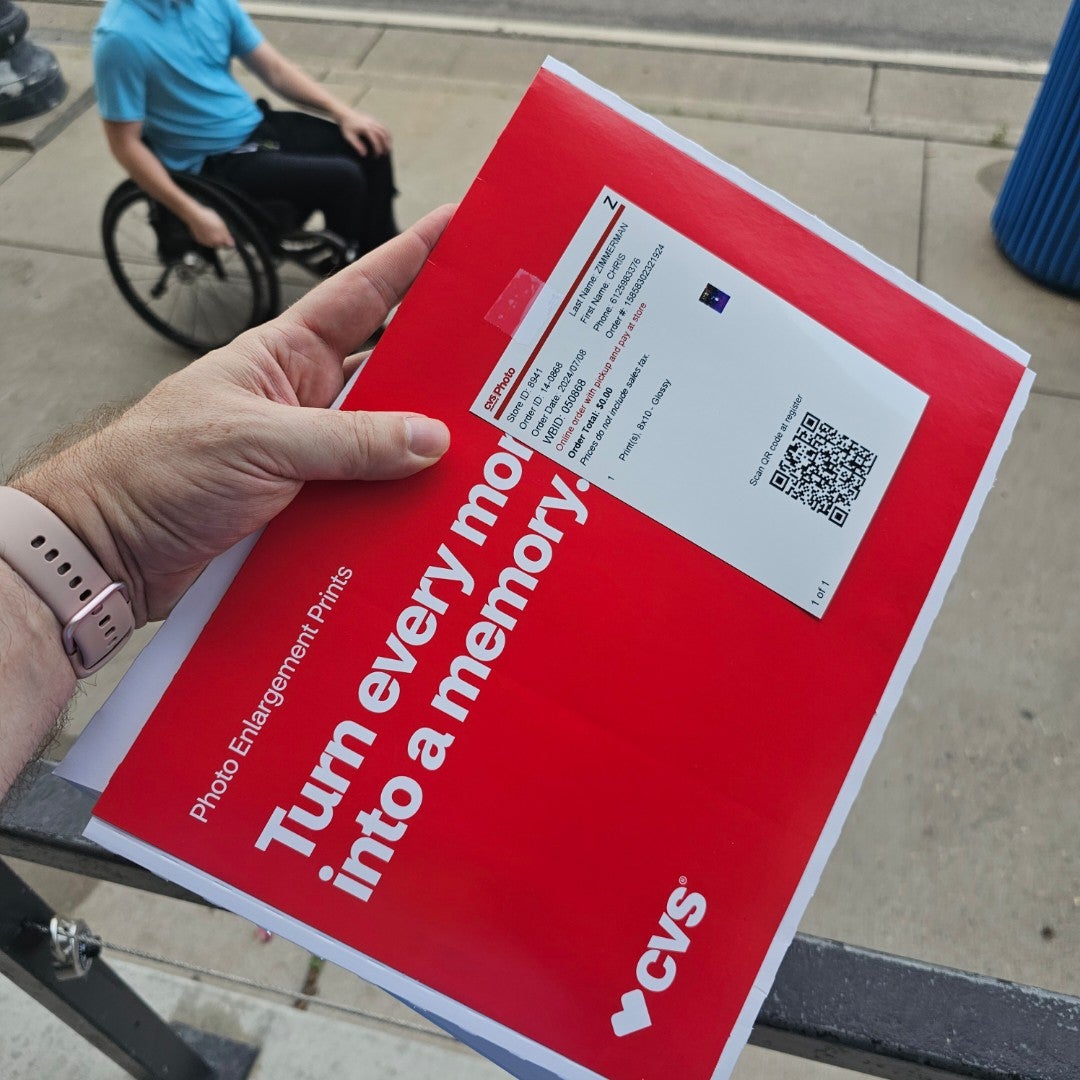 Z
Last Name: ZIMMERMAN
First Name: CHRIS
Phone: 6125983376
Order #: 15858302321924
CVS Photo
Store ID: 8941
Order ID: 14-0868
Order Date: 2024/07/08
WBID: 050868
Online order with pickup and pay at store
Order Total: $0.00
Prices do not include sales tax.
1 Print(s), 8x10 - Glossy
Scan QR code at register
1 of 1
Photo Enlargement Prints
Turn every
into a memory.
CVS®